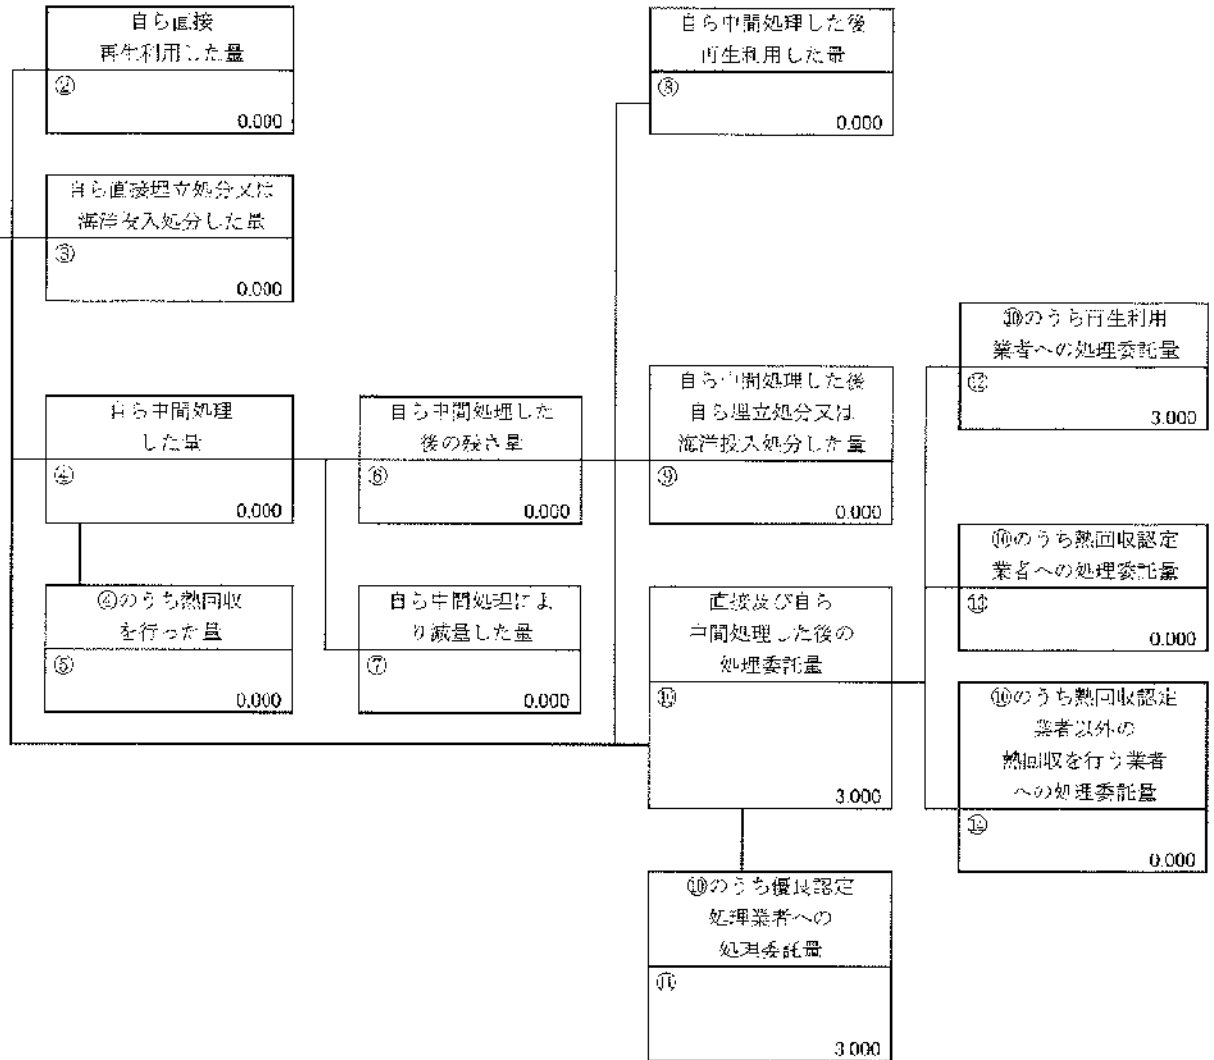 自ら直接
再生利用した量
②
0.000
自ら中間処理した後
再生利用した量
⑧
0.000
自ら直接埋立処分又は
海洋投入処分した量
③
0.000
⑩のうち再生利用
業者への処理委託量
⑫
3.000
自ら中間処理
した量
④
0.000
自ら中間処理した
後の残さ量
⑥
0.000
自ら中間処理した後
自ら埋立処分又は
海洋投入処分した量
⑨
0.000
⑩のうち熱回収認定
業者への処理委託量
⑬
0.000
④のうち熱回収
を行った量
⑤
0.000
自ら中間処理によ
り減量した量
⑦
0.000
直接及び自ら
中間処理した後の
処理委託量
⑩
3.000
⑩のうち熱回収認定
業者以外の
熱回収を行う業者
への処理委託量
⑭
0.000
⑩のうち優良認定
処理業者への
処理委託量
⑪
3.000